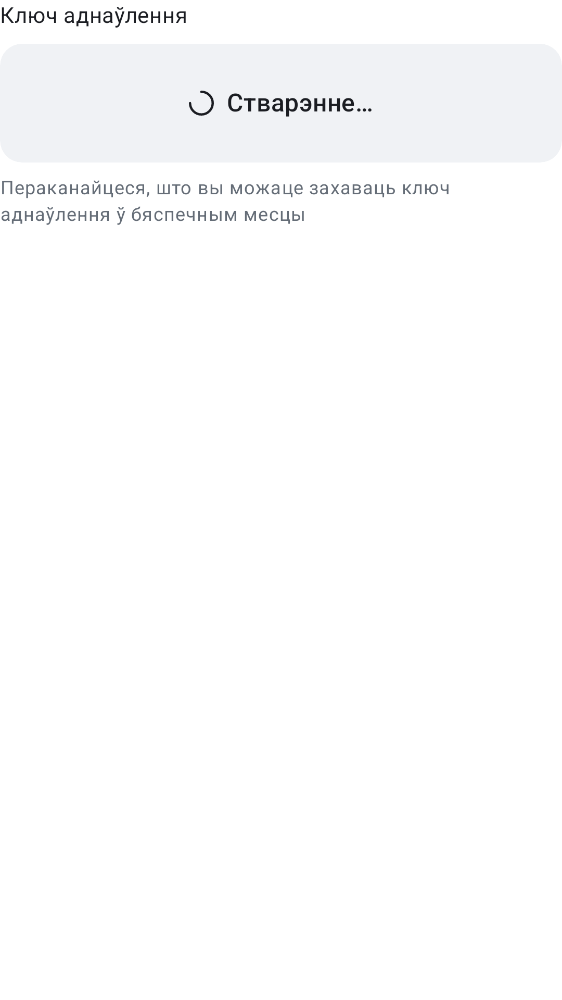 Ключ аднаўлення
Стварэнне…
Пераканайцеся, што вы можаце захаваць ключ
аднаўлення ў бяспечным месцы